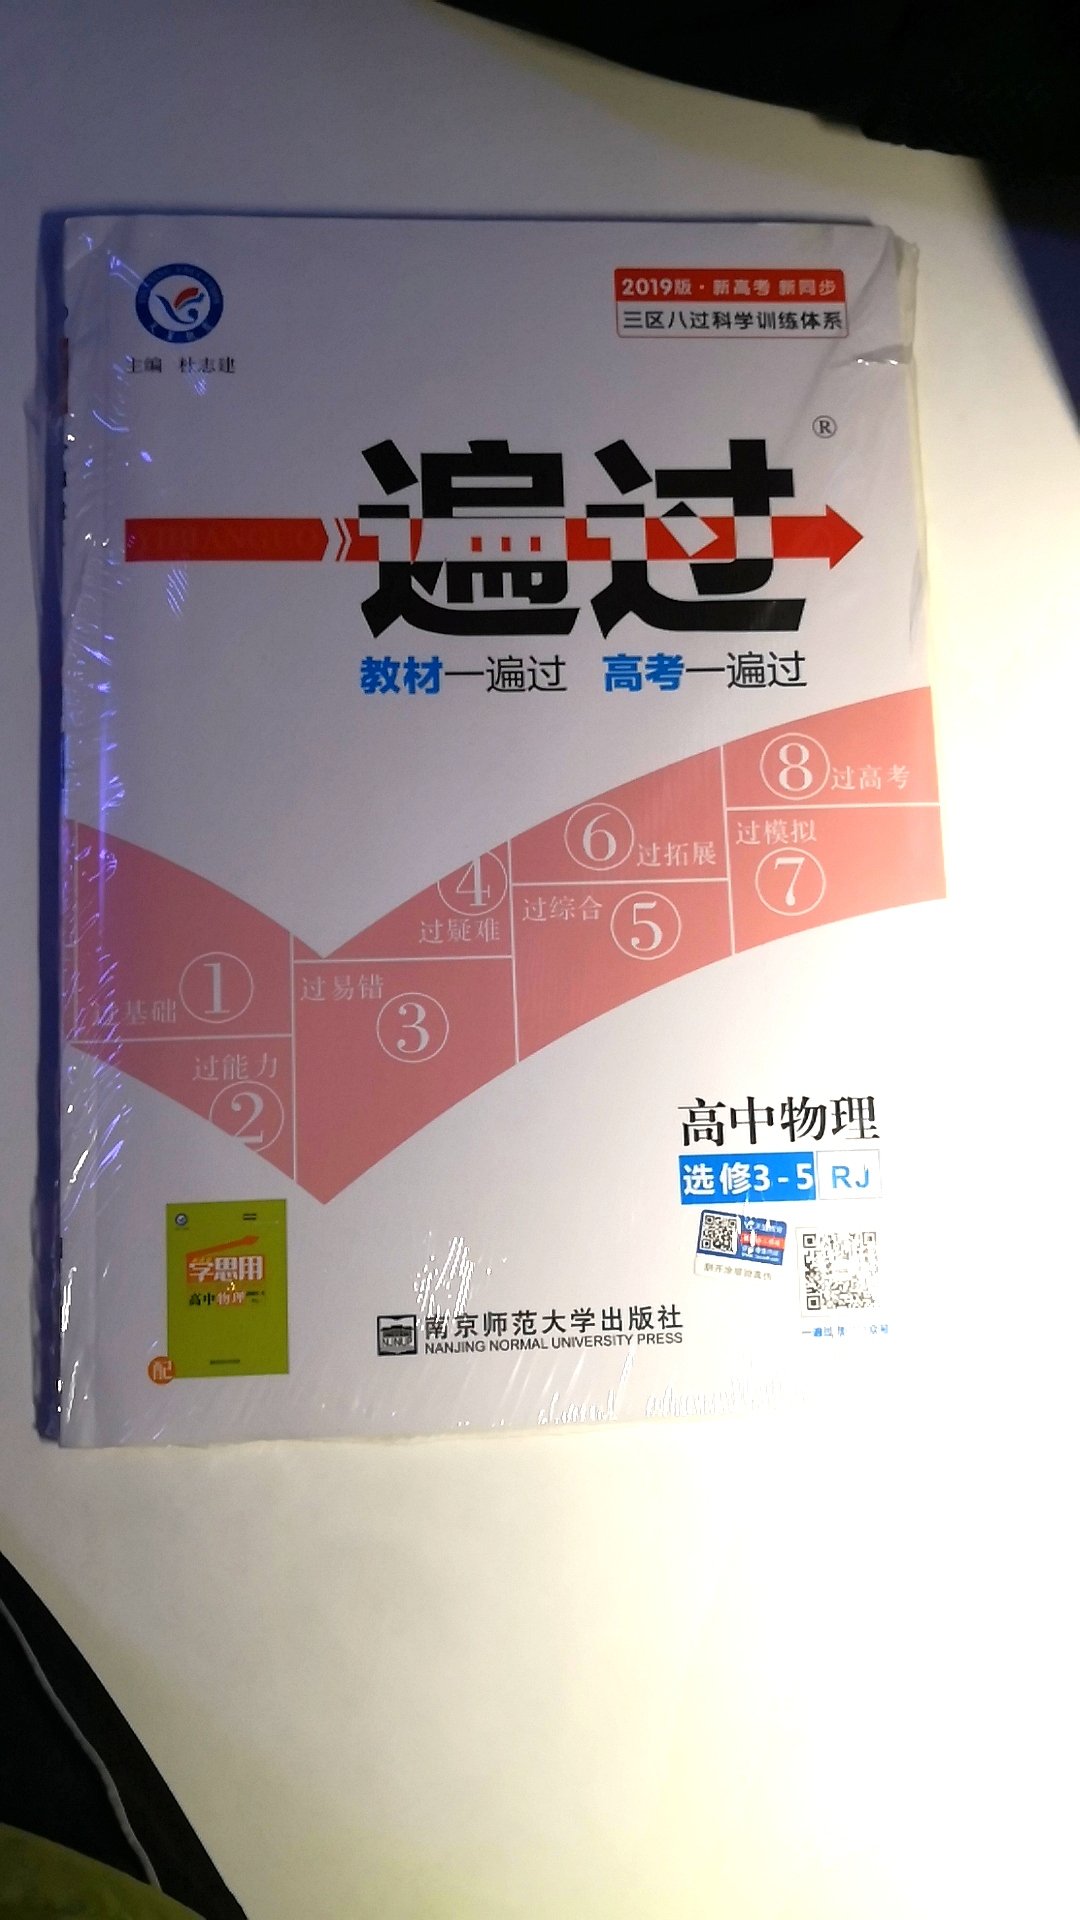 2019版·新高考 新同步
三区八过科学训练体系
主编 杜志建
一遍过®
YIBIANGUO
教材一遍过 高考一遍过
8 过高考
6 过拓展
过模拟
7
4
过疑难
过综合 5
1
过基础
过易错
3
过能力
2
高中物理
选修3-5 RJ
学思用
高中物理
配
南京师范大学出版社
NJNUP
NANJING NORMAL UNIVERSITY PRESS